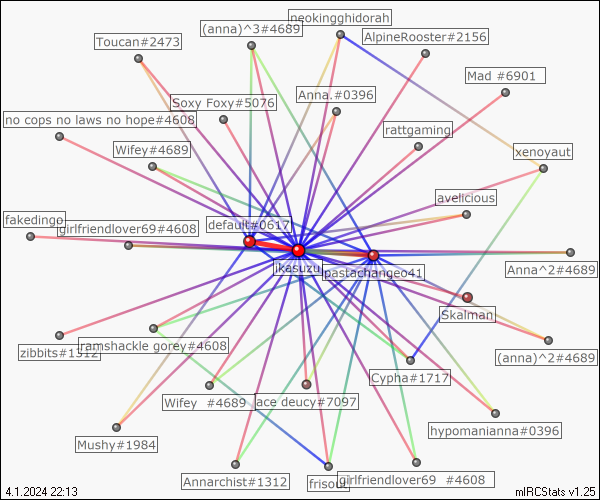 neokingghidorah
(anna)^3#4689
AlpineRooster#2156
Toucan#2473
Mad #6901
Anna.#0396
Soxy Foxy#5076
no cops no laws no hope#4608
rattgaming
Wifey#4689
xenoyaut
avelicious
fakedingo
girlfriendlover69#4608
default#0617
ikasuzu
pastachangeo41
Anna^2#4689
Skalman
zibbits#1312
ramshackle gorey#4608
(anna)^2#4689
Cypha#1717
Wifey #4689
ace deucy#7097
hypomanianna#0396
Mushy#1984
Annarchist#1312
frisoul
girlfriendlover69 #4608
4.1.2024 22:13
mIRCStats v1.25